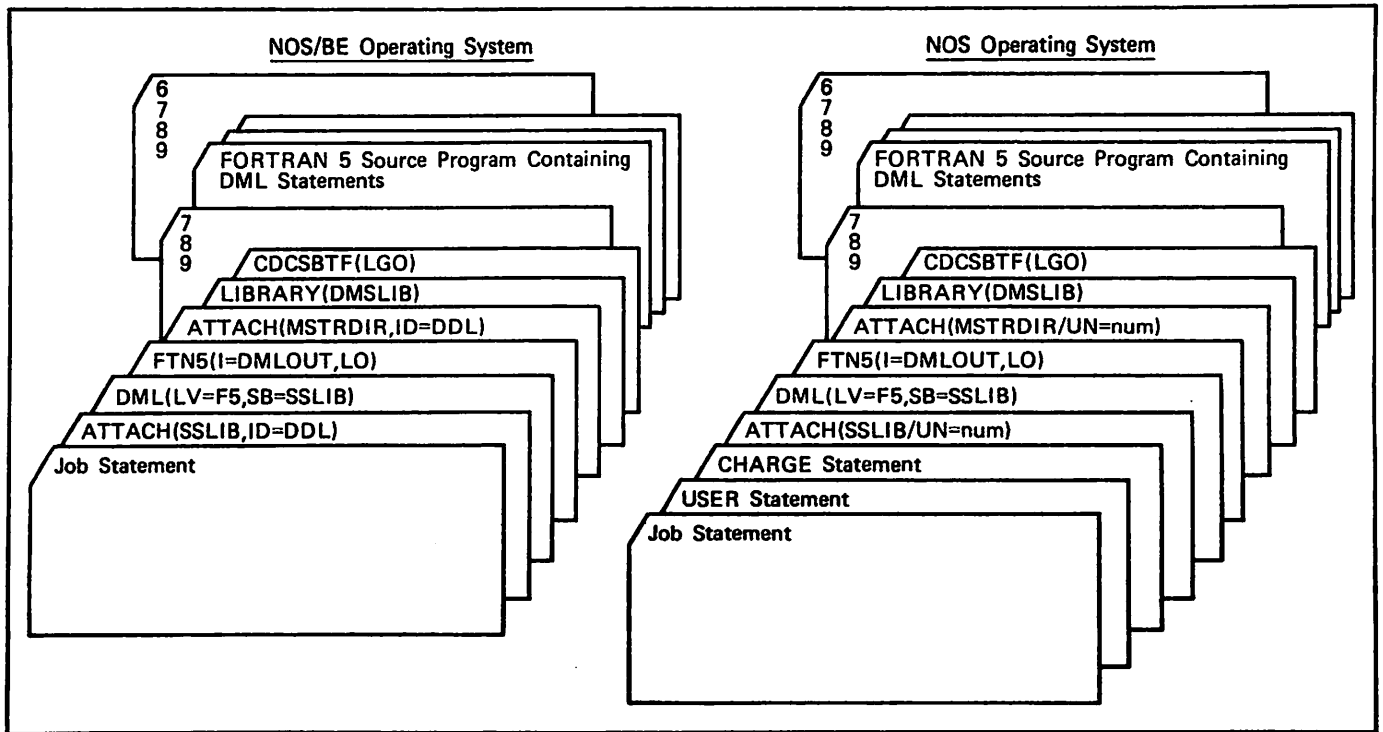 NOS/BE Operating System
6
7
8
9
FORTRAN 5 Source Program Containing
DML Statements
7
8
9
CDCSBTF(LGO)
LIBRARY(DMSLIB)
ATTACH(MSTRDIR,ID=DDL)
FTN5(I=DMLOUT,LO)
DML(LV=F5,SB=SSLIB)
ATTACH(SSLIB,ID=DDL)
Job Statement
NOS Operating System
6
7
8
9
FORTRAN 5 Source Program Containing
DML Statements
7
8
9
CDCSBTF(LGO)
LIBRARY(DMSLIB)
ATTACH(MSTRDIR/UN=num)
FTN5(I=DMLOUT,LO)
DML(LV=F5,SB=SSLIB)
ATTACH(SSLIB/UN=num)
CHARGE Statement
USER Statement
Job Statement